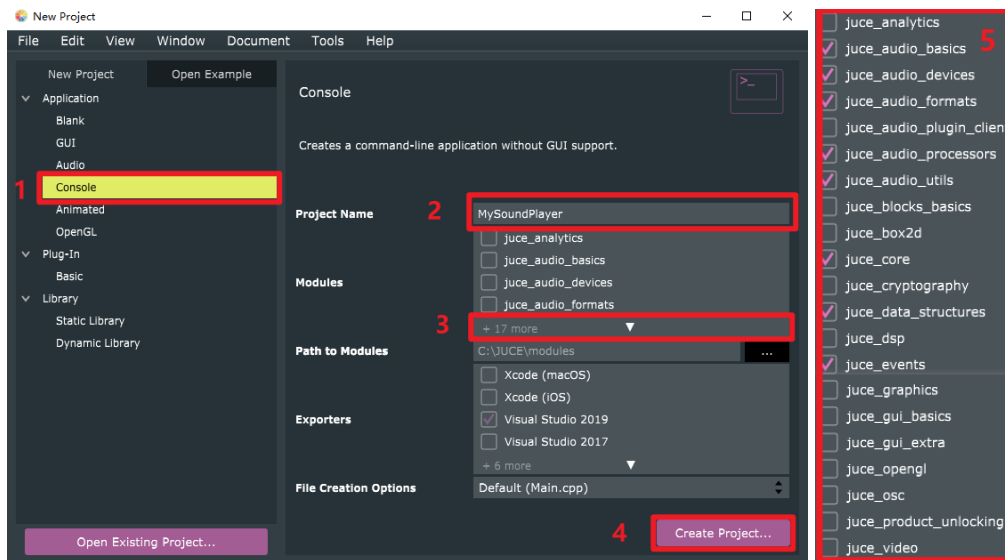 New Project
File Edit View Window Document Tools Help
New Project Open Example
Application
Blank
GUI
Audio
1 Console
Animated
OpenGL
Plug-In
Basic
Library
Static Library
Dynamic Library
Open Existing Project...
Console
>_
Creates a command-line application without GUI support.
Project Name 2 MySoundPlayer
Modules
juce_analytics
juce_audio_basics
juce_audio_devices
juce_audio_formats
3 + 17 more
Path to Modules C:\JUCE\modules ...
Exporters
Xcode (macOS)
Xcode (iOS)
Visual Studio 2019
Visual Studio 2017
+ 6 more
File Creation Options Default (Main.cpp)
4 Create Project...
5
juce_analytics
juce_audio_basics
juce_audio_devices
juce_audio_formats
juce_audio_plugin_clien
juce_audio_processors
juce_audio_utils
juce_blocks_basics
juce_box2d
juce_core
juce_cryptography
juce_data_structures
juce_dsp
juce_events
juce_graphics
juce_gui_basics
juce_gui_extra
juce_opengl
juce_osc
juce_product_unlocking
juce_video